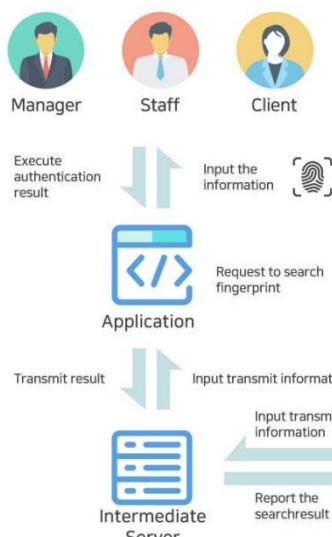 Manager Staff Client
Execute
authentication
result
Input the
information
Request to search
fingerprint
Application
Transmit result
Input transmit informat
Input transm
information
Report the
searchresult
Intermediate
Server